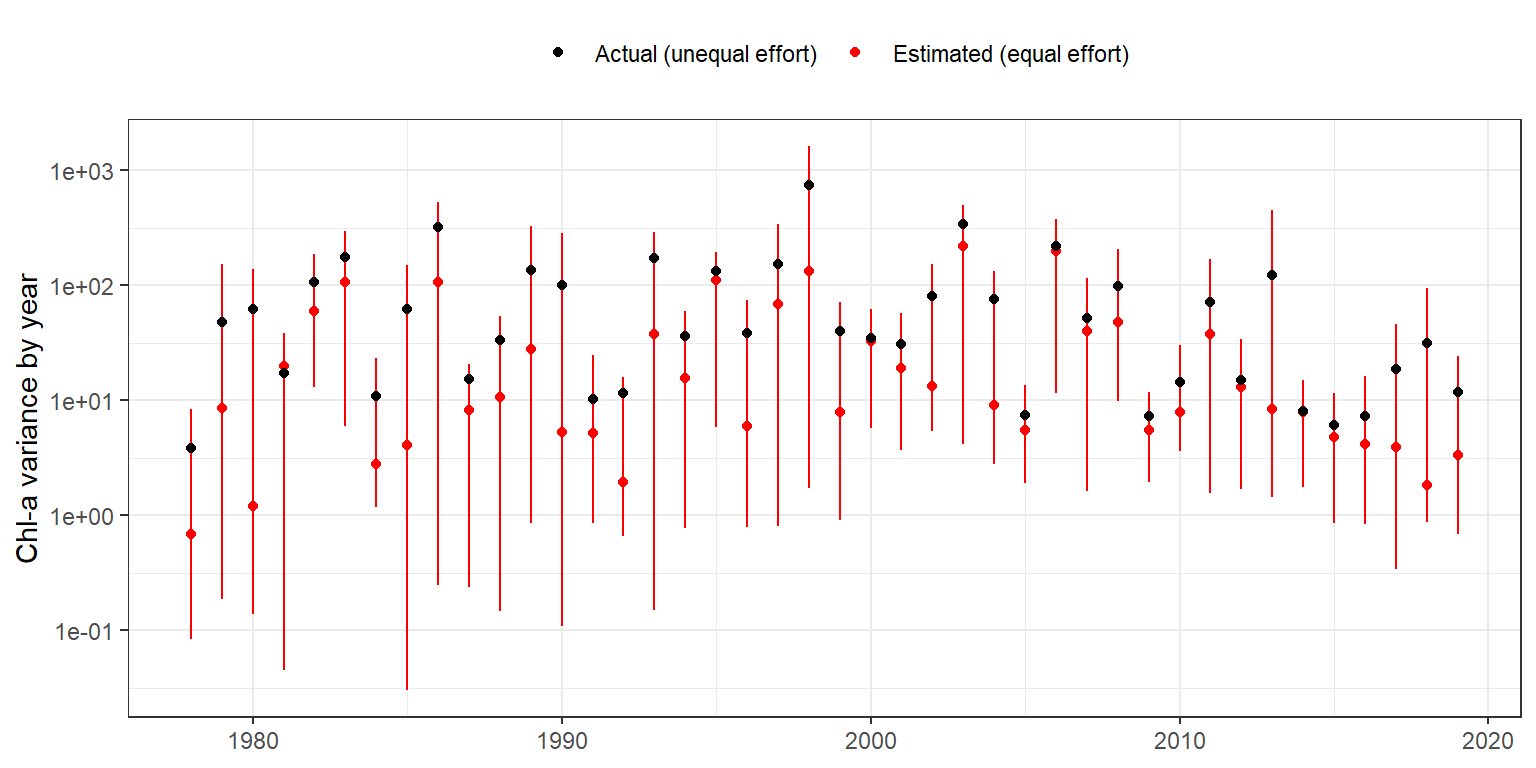 Actual (unequal effort) Estimated (equal effort)
Chl-a variance by year
1e+03
1e+02
1e+01
1e+00
1e-01
1980 1990 2000 2010 2020